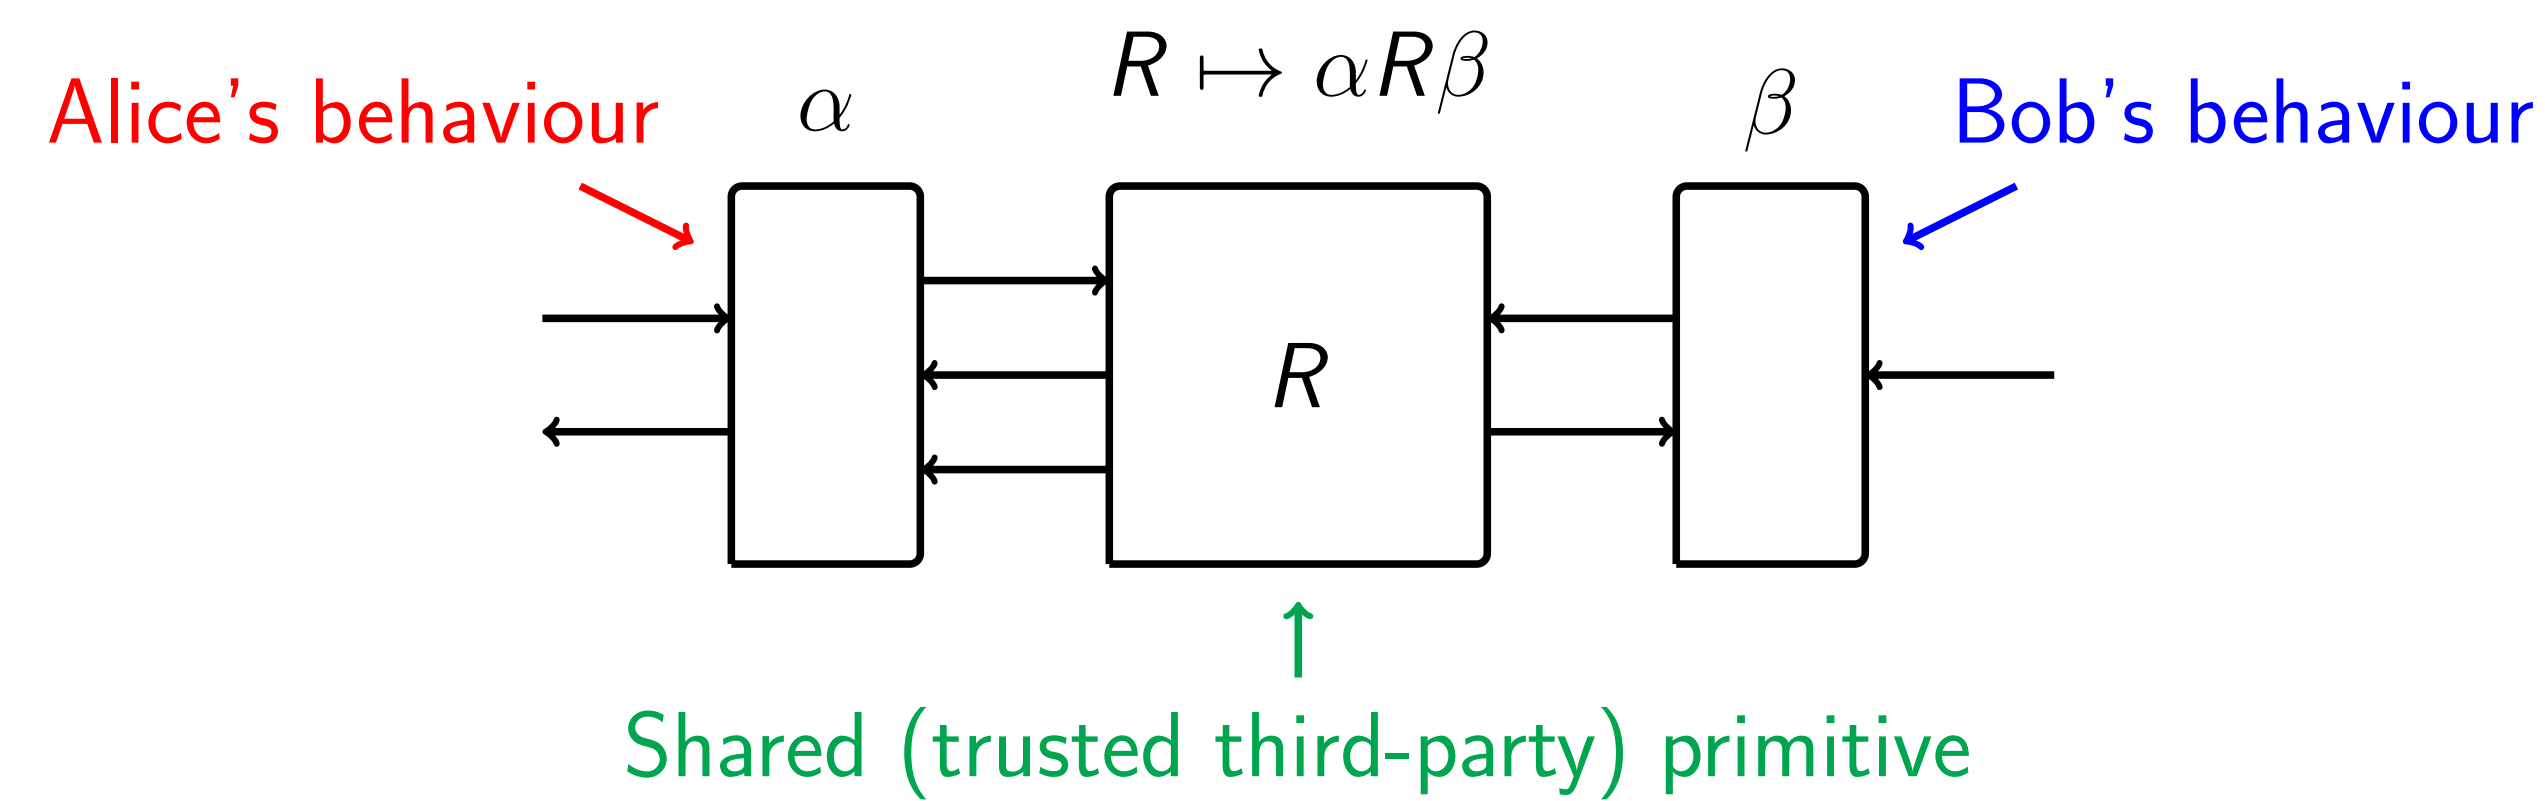 R ↦ αRβ
Alice's behaviour
α
β
Bob's behaviour
R
Shared (trusted third-party) primitive